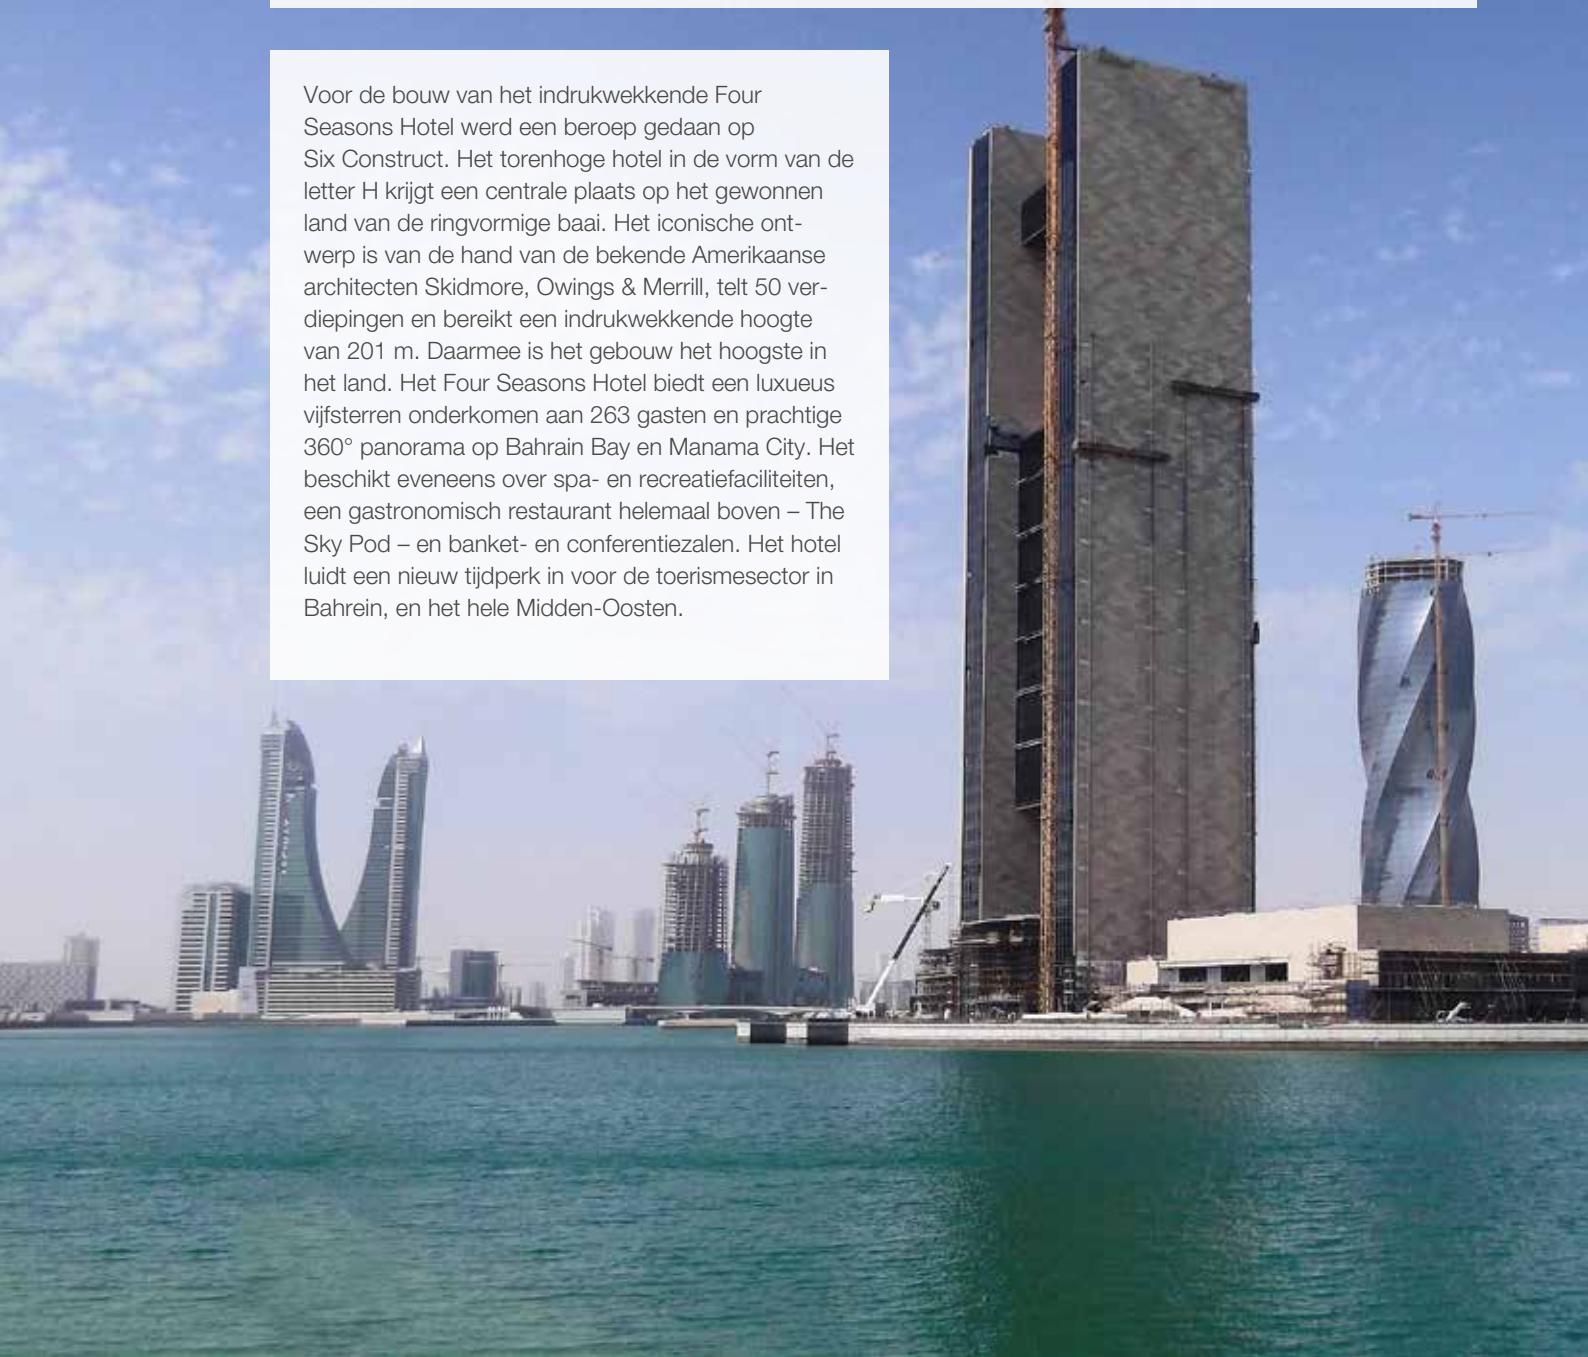 Voor de bouw van het indrukwekkende Four
Seasons Hotel werd een beroep gedaan op
Six Construct. Het torenhoge hotel in de vorm van de
letter H krijgt een centrale plaats op het gewonnen
land van de ringvormige baai. Het iconische ont-
werp is van de hand van de bekende Amerikaanse
architecten Skidmore, Owings & Merrill, telt 50 ver-
diepingen en bereikt een indrukwekkende hoogte
van 201 m. Daarmee is het gebouw het hoogste in
het land. Het Four Seasons Hotel biedt een luxueus
vijfsterren onderkomen aan 263 gasten en prachtige
360° panorama op Bahrain Bay en Manama City. Het
beschikt eveneens over spa- en recreatiefaciliteiten,
een gastronomisch restaurant helemaal boven – The
Sky Pod – en banket- en conferentiezalen. Het hotel
luidt een nieuw tijdperk in voor de toerismesector in
Bahrein, en het hele Midden-Oosten.